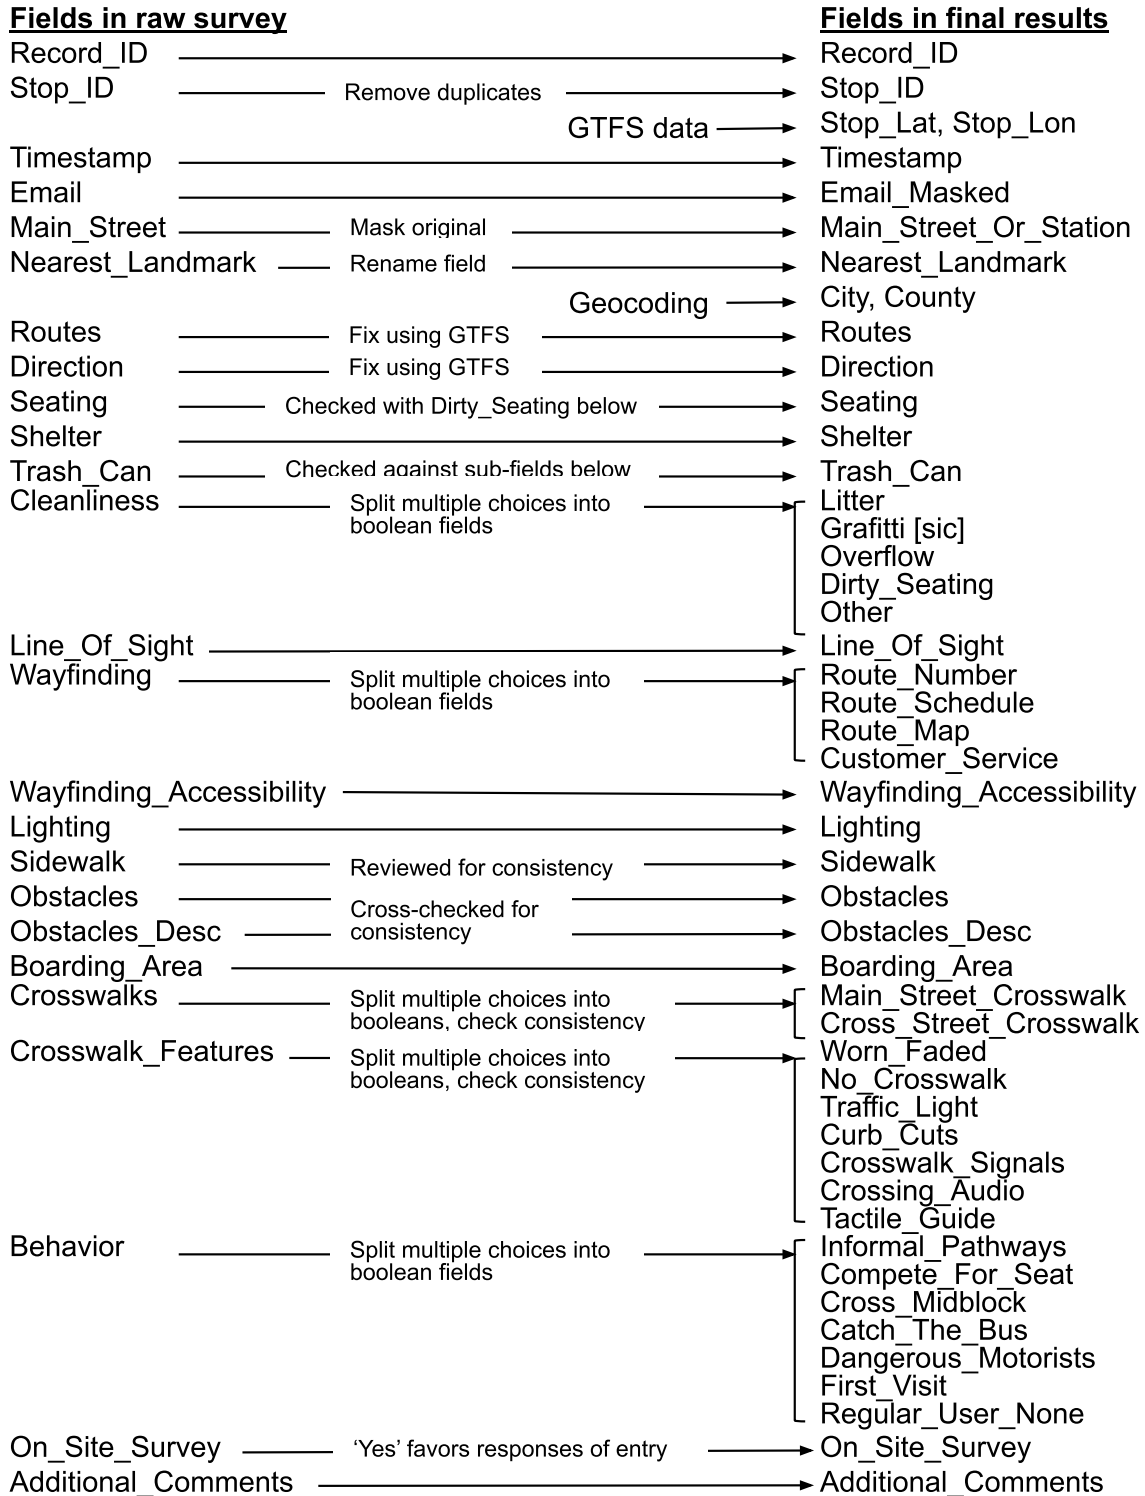 Fields in raw survey Fields in final results
Record_ID Record_ID
Stop_ID Remove duplicates Stop_ID
GTFS data Stop_Lat, Stop_Lon
Timestamp Timestamp
Email Email_Masked
Main_Street Mask original Main_Street_Or_Station
Nearest_Landmark Rename field Nearest_Landmark
Geocoding City, County
Routes Fix using GTFS Routes
Direction Fix using GTFS Direction
Seating Checked with Dirty_Seating below Seating
Shelter Shelter
Trash_Can Checked against sub-fields below Trash_Can
Cleanliness Split multiple choices into Litter
boolean fields Grafitti [sic]
Overflow
Dirty_Seating
Other
Line_Of_Sight Line_Of_Sight
Wayfinding Split multiple choices into Route_Number
boolean fields Route_Schedule
Route_Map
Customer_Service
Wayfinding_Accessibility Wayfinding_Accessibility
Lighting Lighting
Sidewalk Reviewed for consistency Sidewalk
Obstacles Cross-checked for Obstacles
Obstacles_Desc consistency Obstacles_Desc
Boarding_Area Boarding_Area
Crosswalks Split multiple choices into Main_Street_Crosswalk
booleans, check consistency Cross_Street_Crosswalk
Crosswalk_Features Split multiple choices into Worn_Faded
booleans, check consistency No_Crosswalk
Traffic_Light
Curb_Cuts
Crosswalk_Signals
Crossing_Audio
Tactile_Guide
Behavior Split multiple choices into Informal_Pathways
boolean fields Compete_For_Seat
Cross_Midblock
Catch_The_Bus
Dangerous_Motorists
First_Visit
Regular_User_None
On_Site_Survey ‘Yes’ favors responses of entry On_Site_Survey
Additional_Comments Additional_Comments